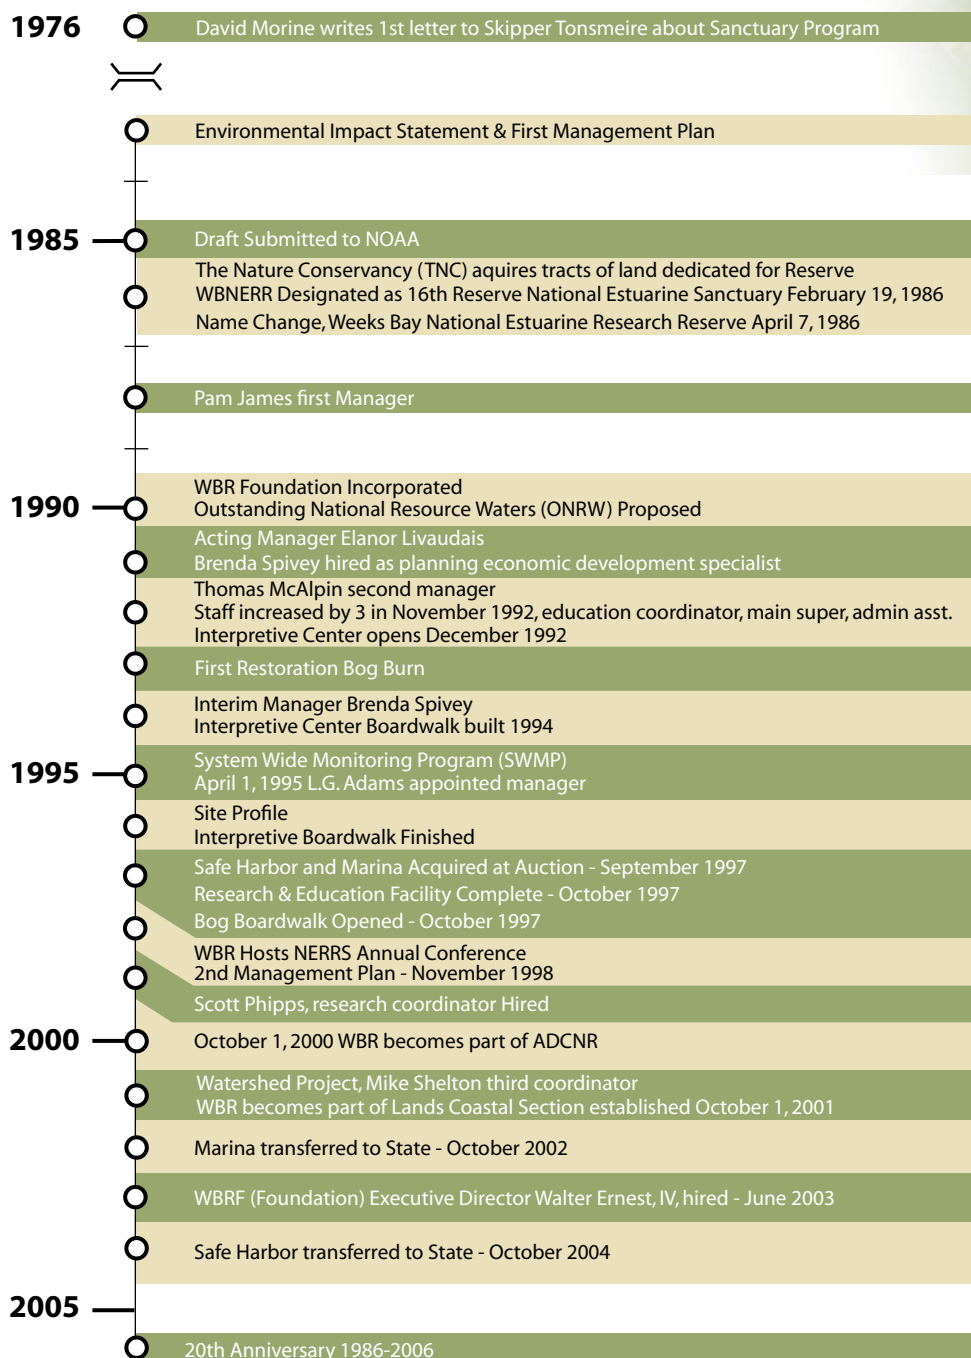 1976 David Morine writes 1st letter to Skipper Tonsmeire about Sanctuary Program
Environmental Impact Statement & First Management Plan
1985 Draft Submitted to NOAA
The Nature Conservancy (TNC) aquires tracts of land dedicated for Reserve
WBNERR Designated as 16th Reserve National Estuarine Sanctuary February 19, 1986
Name Change, Weeks Bay National Estuarine Research Reserve April 7, 1986
Pam James first Manager
WBR Foundation Incorporated
1990 Outstanding National Resource Waters (ONRW) Proposed
Acting Manager Elanor Livaudais
Brenda Spivey hired as planning economic development specialist
Thomas McAlpin second manager
Staff increased by 3 in November 1992, education coordinator, main super, admin asst.
Interpretive Center opens December 1992
First Restoration Bog Burn
Interim Manager Brenda Spivey
Interpretive Center Boardwalk built 1994
System Wide Monitoring Program (SWMP)
1995 April 1, 1995 L.G. Adams appointed manager
Site Profile
Interpretive Boardwalk Finished
Safe Harbor and Marina Acquired at Auction - September 1997
Research & Education Facility Complete - October 1997
Bog Boardwalk Opened - October 1997
WBR Hosts NERRS Annual Conference
2nd Management Plan - November 1998
Scott Phipps, research coordinator Hired
2000 October 1, 2000 WBR becomes part of ADCNR
Watershed Project, Mike Shelton third coordinator
WBR becomes part of Lands Coastal Section established October 1, 2001
Marina transferred to State - October 2002
WBRF (Foundation) Executive Director Walter Ernest, IV, hired - June 2003
Safe Harbor transferred to State - October 2004
2005
20th Anniversary 1986-2006